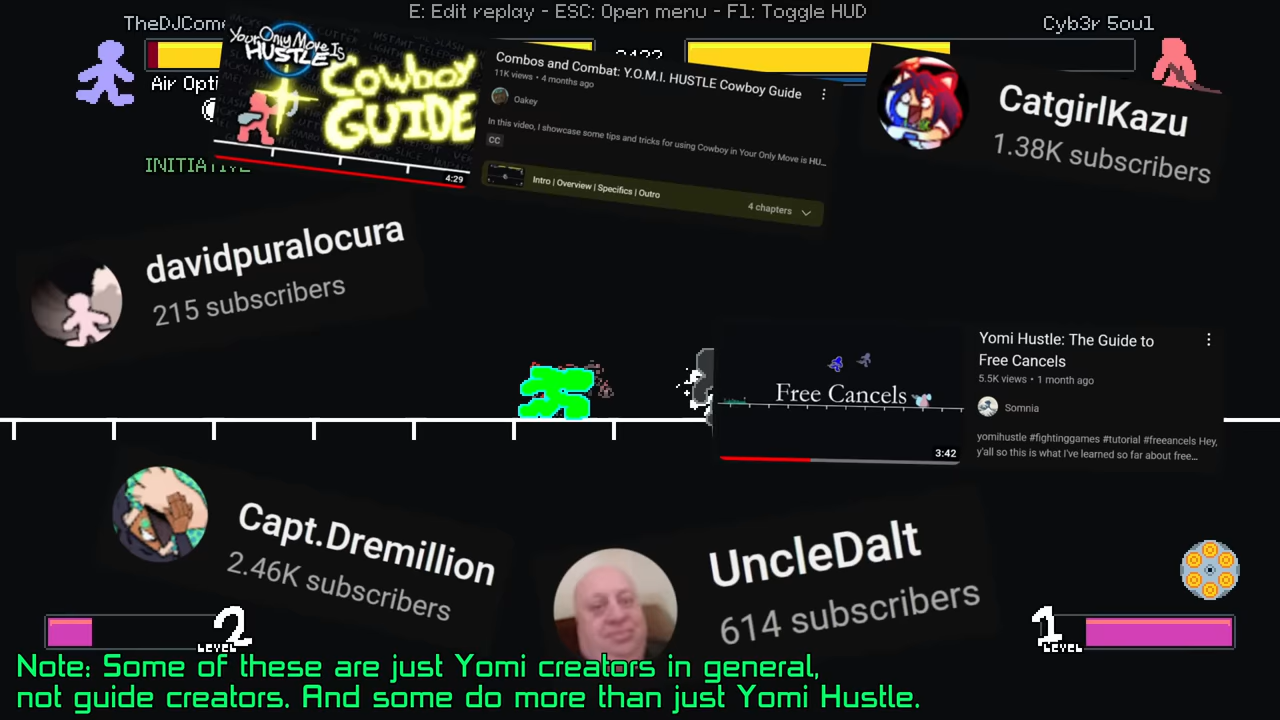 E: Edit replay - ESC: Open menu - F1: Toggle HUD
Cyb3r 5oul
Air Opti
INITIATIVE
Your Only Move Is
HUSTLE
Cowboy
GUIDE
4:29
Combos and Combat: Y.O.M.I. HUSTLE Cowboy Guide
11K views • 4 months ago
Oakey
In this video, I showcase some tips and tricks for using Cowboy in Your Only Move is HU...
CC
Intro | Overview | Specifics | Outro
4 chapters
CatgirlKazu
1.38K subscribers
davidpuralocura
215 subscribers
Free Cancels
3:42
Yomi Hustle: The Guide to
Free Cancels
5.5K views • 1 month ago
Somnia
yomihustle #fightinggames #tutorial #freeancels Hey,
y'all so this is what I've learned so far about free...
Capt.Dremillion
2.46K subscribers
UncleDalt
614 subscribers
2
LEVEL
1
LEVEL
Note: Some of these are just Yomi creators in general,
not guide creators. And some do more than just Yomi Hustle.